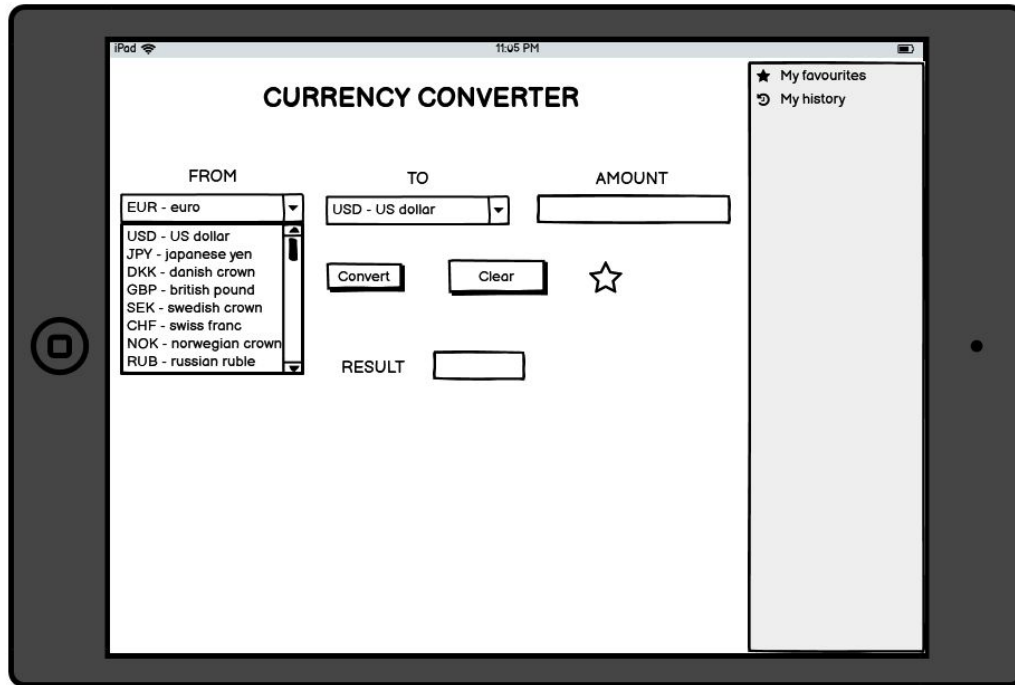 iPad 11:05 PM
CURRENCY CONVERTER
My favourites
My history
FROM TO AMOUNT
EUR - euro
USD - US dollar
USD - US dollar
JPY - japanese yen
DKK - danish crown
GBP - british pound
SEK - swedish crown
CHF - swiss franc
NOK - norwegian crown
RUB - russian ruble
Convert Clear
RESULT